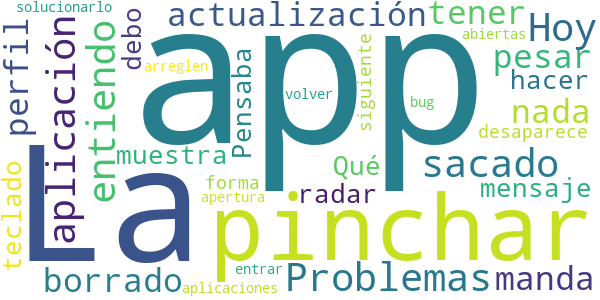 solucionarlo
actualización
tener
Hoy
abiertas
debo
perfil
aplicación
entiendo
arreglen
app
Pensaba
volver
siguiente
bug
pesar
hacer
nada
desaparece
muestra
La
teclado
forma
apertura
radar
Qué
sacado
mensaje
pinchar
borrado
aplicaciones
entrar
Problemas
manda